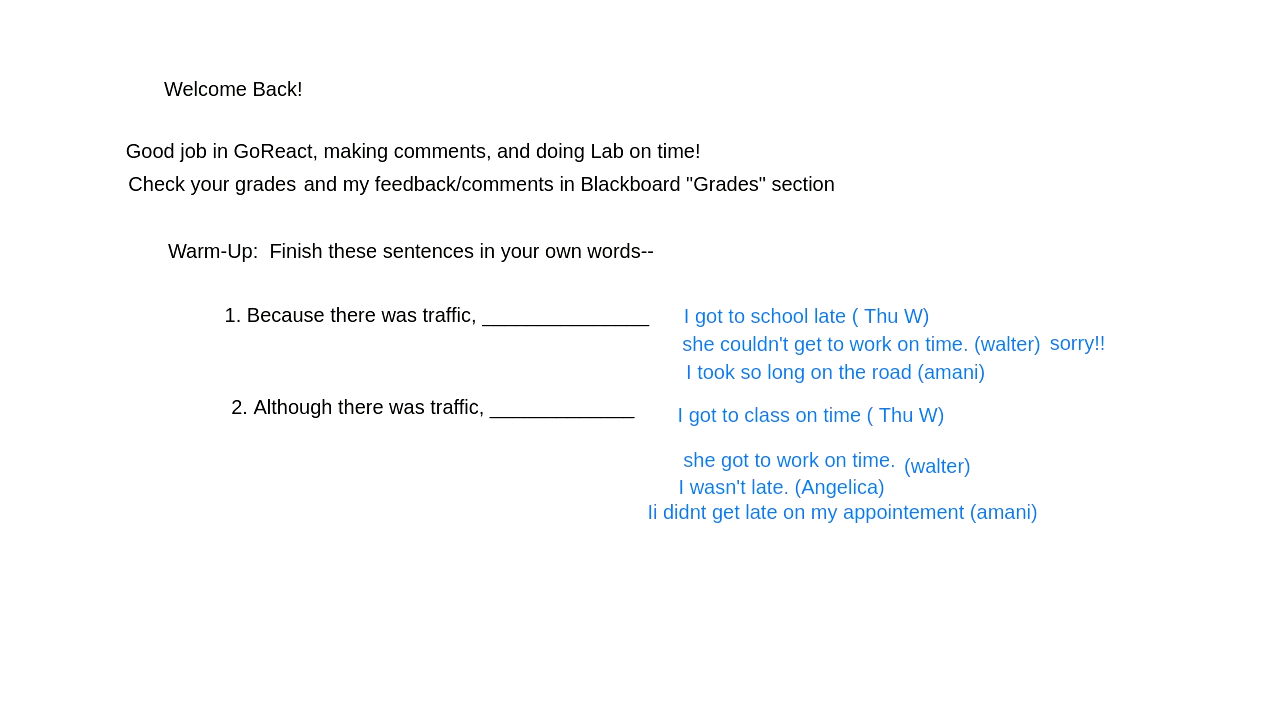 Welcome Back!
Good job in GoReact, making comments, and doing Lab on time!
Check your grades and my feedback/comments in Blackboard "Grades" section
Warm-Up:  Finish these sentences in your own words--
1. Because there was traffic, _______________ I got to school late ( Thu W)
she couldn't get to work on time. (walter) sorry!!
I took so long on the road (amani)
2. Although there was traffic, _____________ I got to class on time ( Thu W)
she got to work on time. (walter)
I wasn't late. (Angelica)
Ii didnt get late on my appointement (amani)